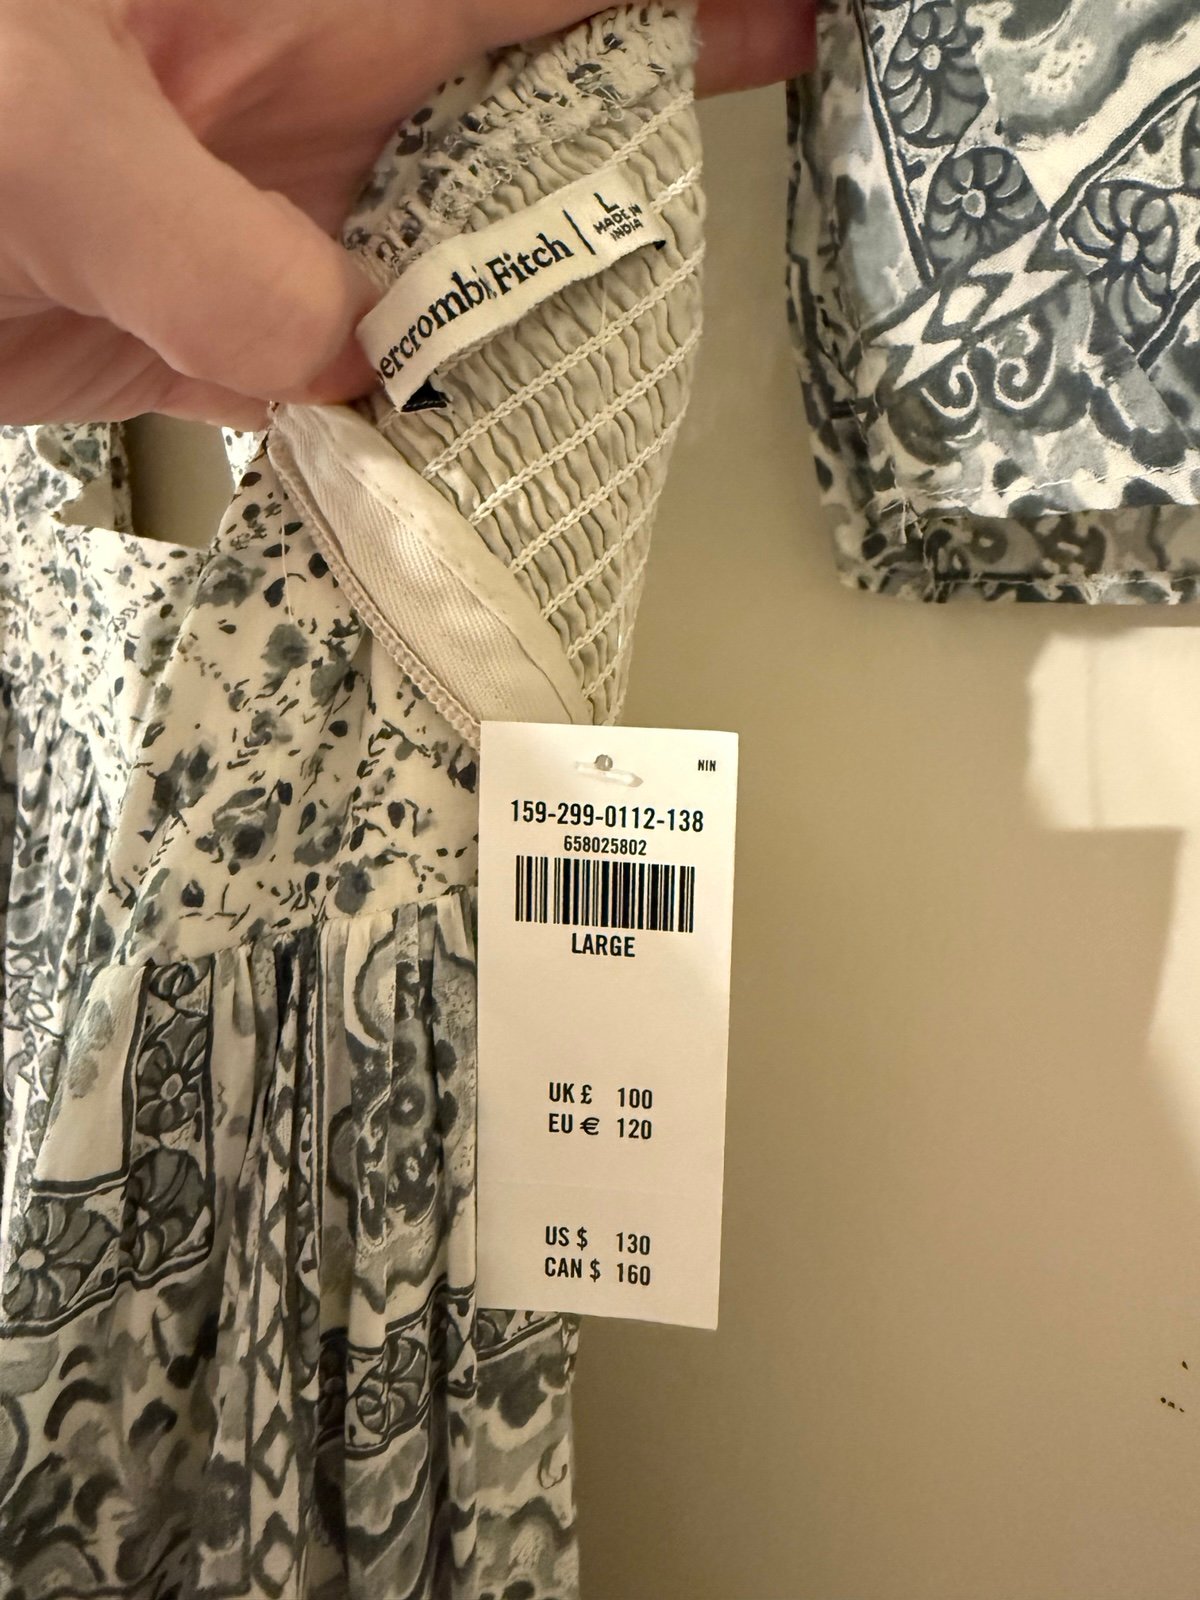 ercrombi Fitch
L
MADE IN
INDIA
NIN
159-299-0112-138
658025802
LARGE
UK £ 100
EU € 120
US $ 130
CAN $ 160